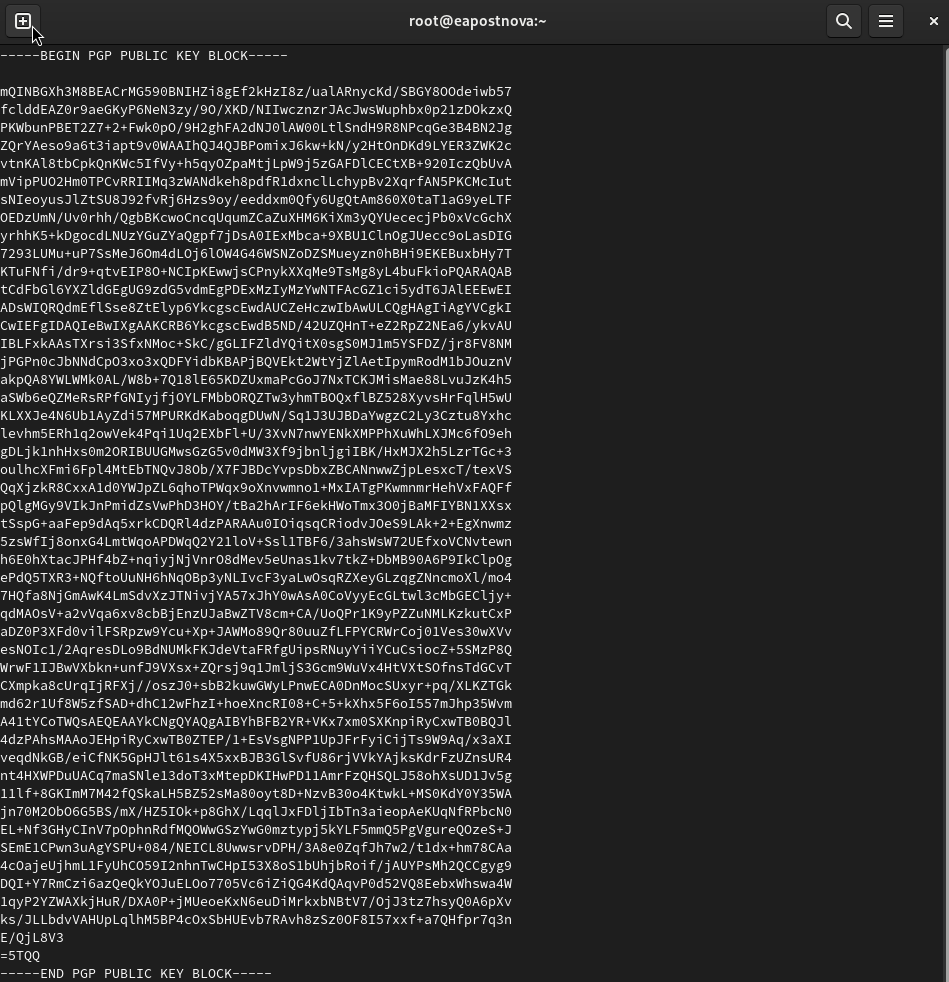 root@eapostnova:~
-----BEGIN PGP PUBLIC KEY BLOCK-----
mQINBGXh3M8BEACrMG590BNIHZi8gEf2kHzI8z/ualARnycKd/SBGY8OOdeiwb57
fclddEAZ0r9aeGKyP6NeN3zy/9O/XKD/NIIwcznzrJAcJwsWuphbx0p21zDOkzxQ
PKWbunPBET2Z7+2+Fwk0pO/9H2ghFA2dNJ0lAW00LtlSndH9R8NPcqGe3B4BN2Jg
ZQrYAeso9a6t3iapt9v0WAAIhQJ4QJBPomixJ6kw+kN/y2HtOnDKd9LYER3ZWK2c
vtnKAl8tbCpkQnKWc5IfVy+h5qyOZpaMtjLpW9j5zGAFDlCECtXB+920IczQbUvA
mVipPUO2Hm0TPCvRRIIMq3zWANdkeh8pdfR1dxnclLchypBv2XqrfAN5PKCMcIut
sNIeoyusJlZtSU8J92fvRj6Hzs9oy/eeddxm0Qfy6UgQtAm860X0taT1aG9yeLTF
OEDzUmN/Uv0rhh/QgbBKcwoCncqUqumZCaZuXHM6KiXm3yQYUececjPb0xVcGchX
yrhhK5+kDgocdLNUzYGuZYaQgpf7jDsA0IExMbca+9XBU1ClnOgJUecc9oLasDIG
7293LUMu+uP7SsMeJ6Om4dLOj6lOW4G46WSNZoDZSMueyzn0hBHi9EKEBuxbHy7T
KTuFNfi/dr9+qtvEIP8O+NCIpKEwwjsCPnykXXqMe9TsMg8yL4buFkioPQARAQAB
tCdFbGl6YXZldGEgUG9zdG5vdmEgPDExMzIyMzYwNTFAcGZ1ci5ydT6JAlEEEwEI
ADsWIQRQdmEflSse8ZtElyp6YkcgscEwdAUCZeHczwIbAwULCQgHAgIiAgYVCgkI
CwIEFgIDAQIeBwIXgAAKCRB6YkcgscEwdB5ND/42UZQHnT+eZ2RpZ2NEa6/ykvAU
IBLFxkAAsTXrsi3SfxNMoc+SkC/gGLIFZldYQitX0sgS0MJ1m5YSFDZ/jr8FV8NM
jPGPn0cJbNNdCpO3xo3xQDFYidbKBAPjBQVEkt2WtYjZlAetIpymRodM1bJOuznV
akpQA8YWLWMk0AL/W8b+7Q18lE65KDZUxmaPcGoJ7NxTCKJMisMae88LvuJzK4h5
aSWb6eQZMeRsRPfGNIyjfjOYLFMbbORQZTw3yhmTBOQxflBZ528XyvsHrFqlH5wU
KLXXJe4N6Ub1AyZdi57MPURKdKaboqgDUwN/Sq1J3UJBDaYwgzC2Ly3Cztu8Yxhc
levhm5ERh1q2owVek4Pqi1Uq2EXbFl+U/3XvN7nwYENkXMPPhXuWhLXJMc6fO9eh
gDLjk1nhHxs0m2ORIBUUGMwsGzG5v0dMW3Xf9jbnljgiIBK/HxMJX2h5LzrTGc+3
oulhcXFmi6Fpl4MtEbTNQvJ8Ob/X7FJBDcYvpsDbxZBCANnwwZjpLesxcT/texVS
QqXjzkR8CxxA1d0YWJpZL6qhoTPWqx9oXnvwmno1+MxIATgPKwmnmrHehVxFAQFf
pQlgMGy9VIkJnPmidZsVwPhD3HOY/tBa2hArIF6ekHWoTmx3O0jBaMFIYBN1XXsx
tSspG+aaFep9dAq5xrkCDQRl4dzPARAAu0IOiqsqCRiodvJOeS9LAk+2+EgXnwmz
5zsWfIj8onxG4LmtWqoAPDWqQ2Y21loV+Ssl1TBF6/3ahsWsW72UEfxoVCNvtewn
h6E0hXtacJPHf4bZ+nqiyjNjVnrO8dMev5eUnas1kv7tkZ+DbMB90A6P9IkClpOg
ePdQ5TXR3+NQftoUuNH6hNqOBp3yNLIvcF3yaLwOsqRZXeyGLzqgZNncmoXl/mo4
7HQfa8NjGmAwK4LmSdvXzJTNivjYA57xJhY0wAsA0CoVyyEcGLtwl3cMbGECljy+
qdMAOsV+a2vVqa6xv8cbBjEnzUJaBwZTV8cm+CA/UoQPr1K9yPZZuNMLKzkutCxP
aDZ0P3XFd0vilFSRpzw9Ycu+Xp+JAWMo89Qr80uuZfLFPYCRWrCoj01Ves30wXVv
esNOIc1/2AqresDLo9BdNUMkFKJdeVtaFRfgUipsRNuyYiiYCuCsiocZ+5SMzP8Q
WrwF1IJBwVXbkn+unfJ9VXsx+ZQrsj9q1JmljS3Gcm9WuVx4HtVXtSOfnsTdGCvT
CXmpka8cUrqIjRFXj//oszJ0+sbB2kuwGWyLPnwECA0DnMocSUxyr+pq/XLKZTGk
md62r1Uf8W5zfSAD+dhC12wFhzI+hoeXncRI08+C+5+kXhx5F6oI557mJhp35Wvm
A41tYCoTWQsAEQEAAYkCNgQYAQgAIBYhBFB2YR+VKx7xm0SXKnpiRyCxwTB0BQJl
4dzPAhsMAAoJEHpiRyCxwTB0ZTEP/1+EsVsgNPP1UpJFrFyiCijTs9W9Aq/x3aXI
veqdNkGB/eiCfNK5GpHJlt61s4X5xxBJB3GlSvfU86rjVVkYAjksKdrFzUZnsUR4
nt4HXWPDuUACq7maSNle13doT3xMtepDKIHwPD11AmrFzQHSQLJ58ohXsUD1Jv5g
11lf+8GKImM7M42fQSkaLH5BZ52sMa80oyt8D+NzvB30o4KtwkL+MS0KdY0Y35WA
jn70M2ObO6G5BS/mX/HZ5IOk+p8GhX/LqqlJxFDljIbTn3aieopAeKUqNfRPbcN0
EL+Nf3GHyCInV7pOphnRdfMQOWwGSzYwG0mztypj5kYLF5mmQ5PgVgureQOzeS+J
SEmE1CPwn3uAgYSPU+084/NEICL8UwwsrvDPH/3A8e0ZqfJh7w2/t1dx+hm78CAa
4cOajeUjhmL1FyUhCO59I2nhnTwCHpI53X8oS1bUhjbRoif/jAUYPsMh2QCCgyg9
DQI+Y7RmCzi6azQeQkYOJuELOo7705Vc6iZiQG4KdQAqvP0d52VQ8EebxWhswa4W
1qyP2YZWAXkjHuR/DXA0P+jMUeoeKxN6euDiMrkxbNBtV7/OjJ3tz7hsyQ0A6pXv
ks/JLLbdvVAHUpLqlhM5BP4cOxSbHUEvb7RAvh8zSz0OF8I57xxf+a7QHfpr7q3n
E/QjL8V3
=5TQQ
-----END PGP PUBLIC KEY BLOCK-----